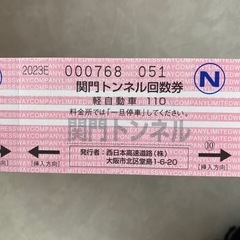 2023E 000768 051
関門トンネル回数券
軽自動車 110
料金所では「一旦停車」してください。
N
関門トンネル
挿入方向
挿入方向
発行者：西日本高速道路(株)
大阪市北区堂島1-6-20